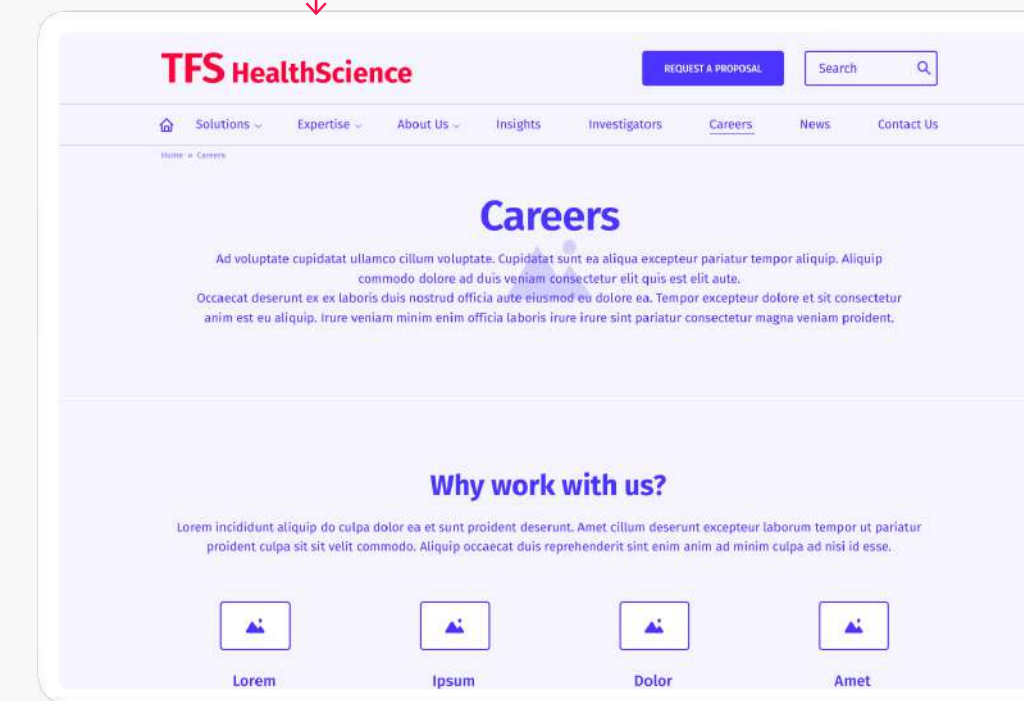 TFS HealthScience
REQUEST A PROPOSAL
Search
Solutions
Expertise
About Us
Insights
Investigators
Careers
News
Contact Us
Home » Careers
Careers
Ad voluptate cupidatat ullamco cillum voluptate. Cupidatat sunt ea aliqua excepteur pariatur tempor aliquip. Aliquip
commodo dolore ad duis veniam consectetur elit quis est elit aute.
Occaecat deserunt ex ex laboris duis nostrud officia aute eiusmod eu dolore ea. Tempor excepteur dolore et sit consectetur
anim est eu aliquip. Irure veniam minim enim officia laboris irure irure sint pariatur consectetur magna veniam proident.
Why work with us?
Lorem incididunt aliquip do culpa dolor ea et sunt proident deserunt. Amet cillum deserunt excepteur laborum tempor ut pariatur
proident culpa sit sit velit commodo. Aliquip occaecat duis reprehenderit sint enim anim ad minim culpa ad nisi id esse.
Lorem
Ipsum
Dolor
Amet